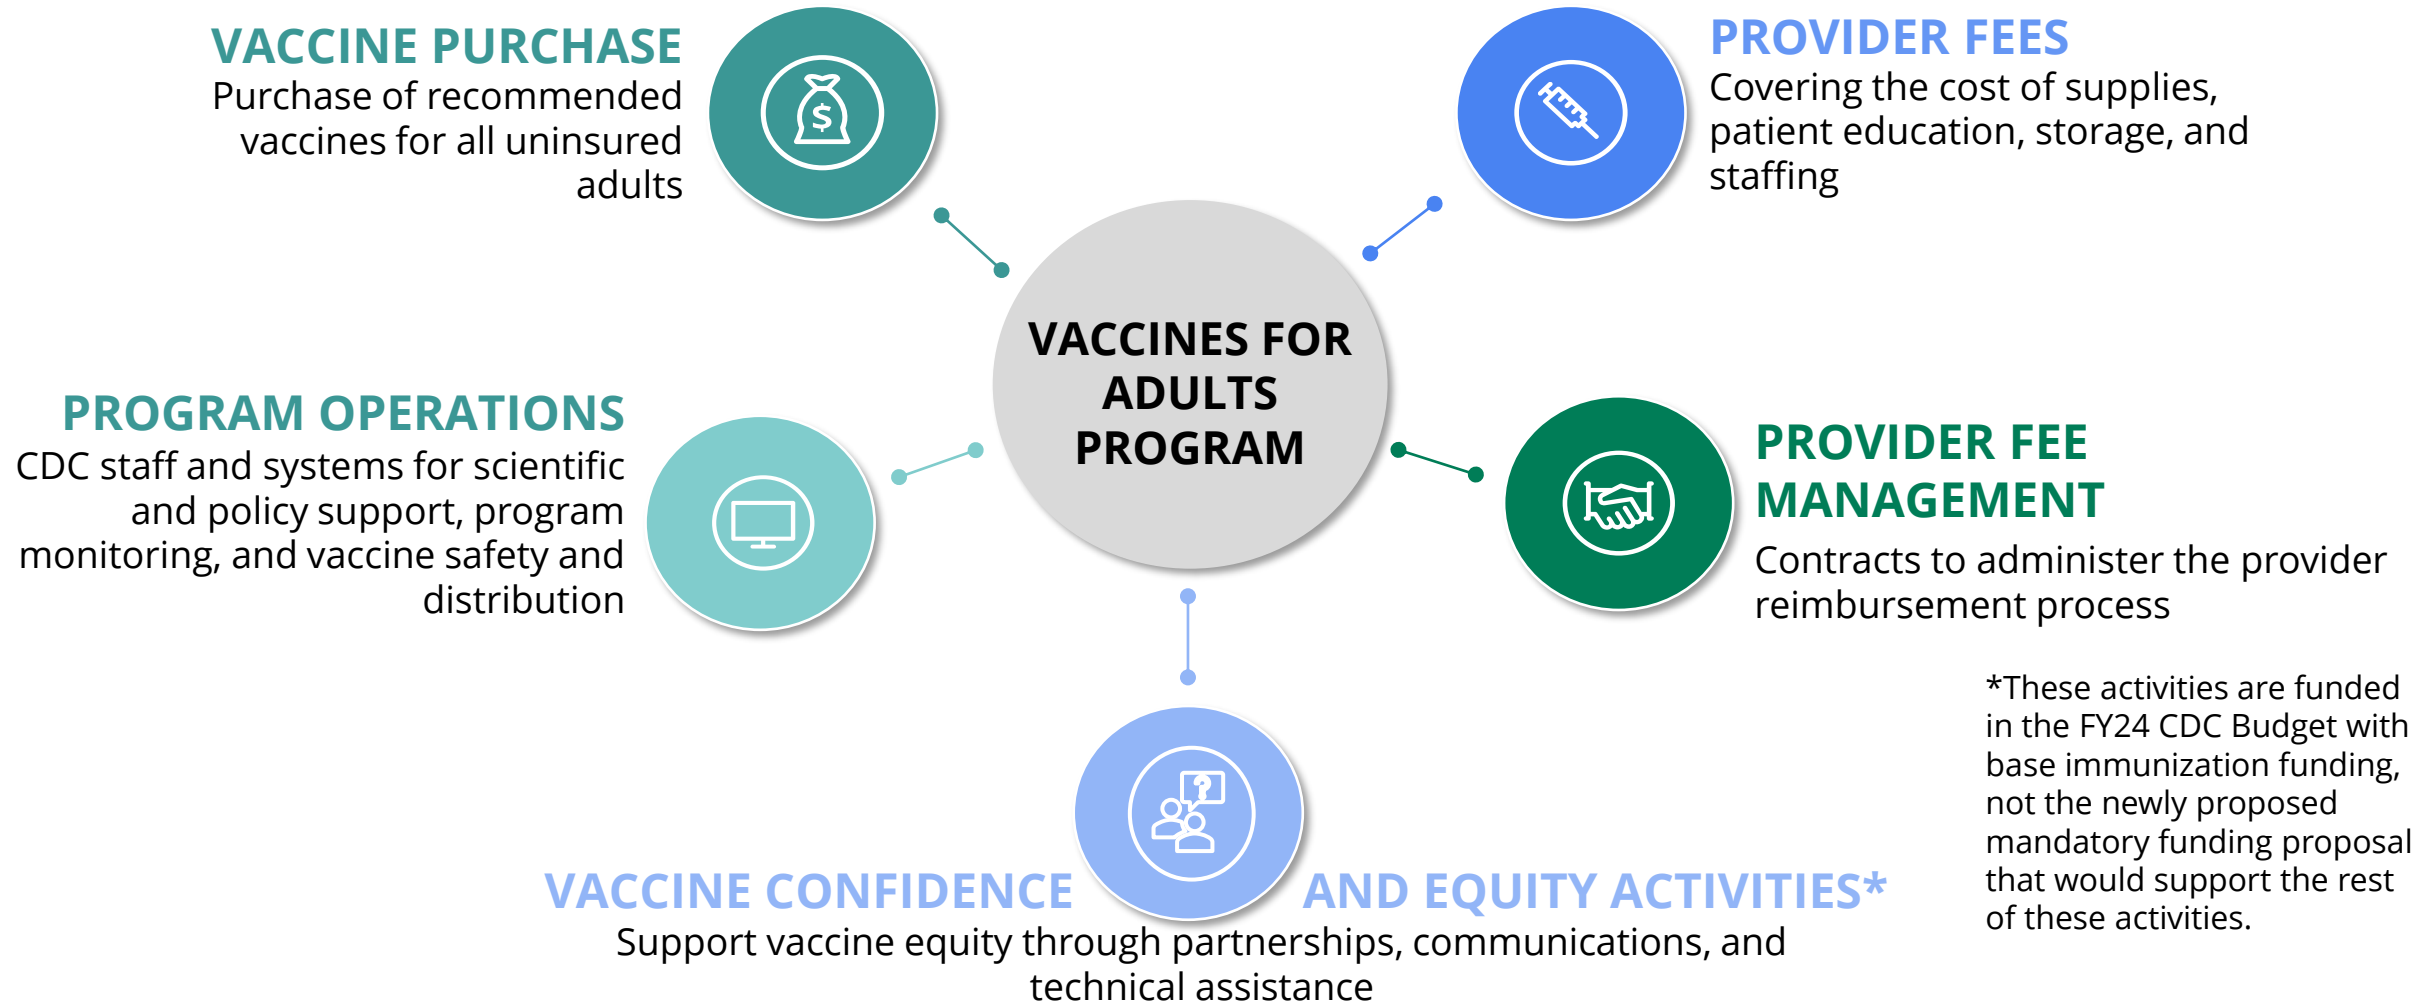 VACCINE PURCHASE
Purchase of recommended
vaccines for all uninsured
adults
$
PROVIDER FEES
Covering the cost of supplies,
patient education, storage, and
staffing
VACCINES FOR
ADULTS
PROGRAM
PROGRAM OPERATIONS
CDC staff and systems for scientific
and policy support, program
monitoring, and vaccine safety and
distribution
PROVIDER FEE
MANAGEMENT
Contracts to administer the provider
reimbursement process
?
VACCINE CONFIDENCE AND EQUITY ACTIVITIES*
Support vaccine equity through partnerships, communications, and
technical assistance
*These activities are funded
in the FY24 CDC Budget with
base immunization funding,
not the newly proposed
mandatory funding proposal
that would support the rest
of these activities.